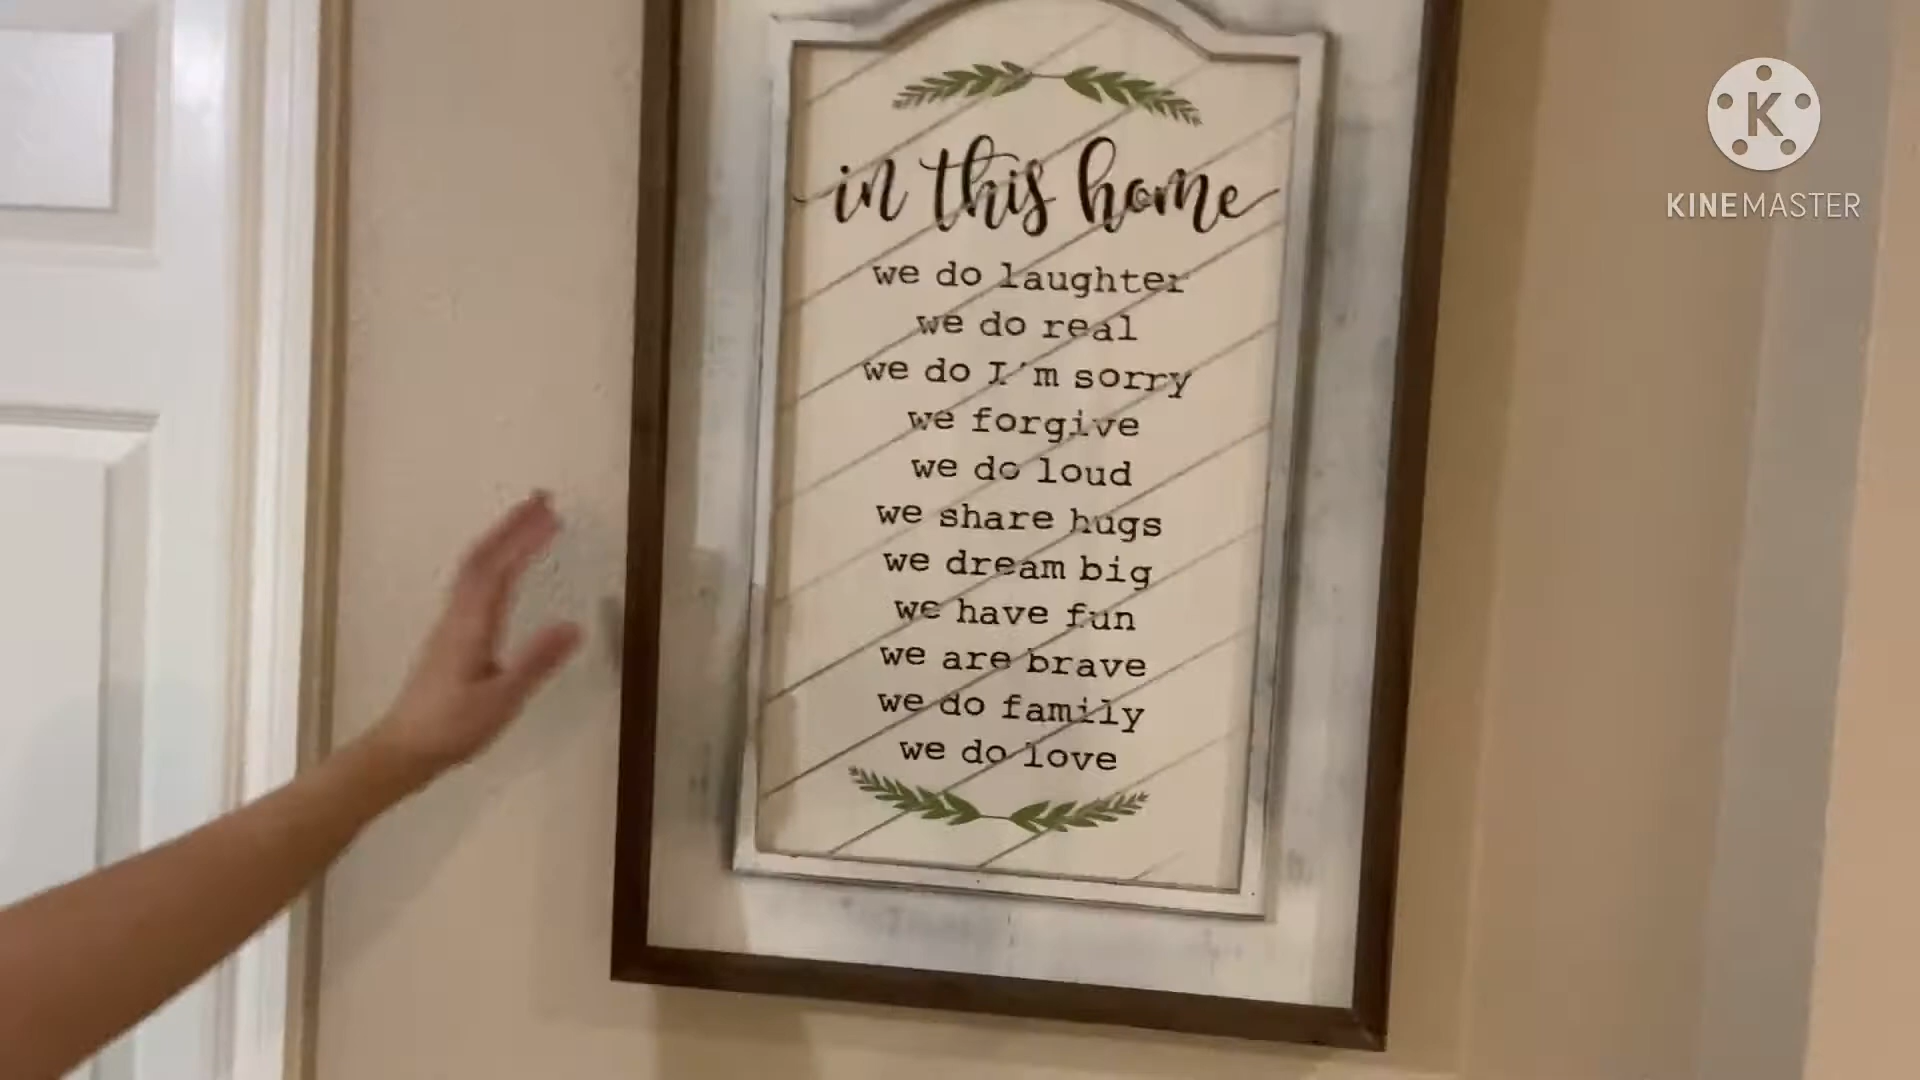 in this home
we do laughter
we do real
we do I'm sorry
we forgive
we do loud
we share hugs
we dream big
we have fun
we are brave
we do family
we do love
K
KINEMASTER